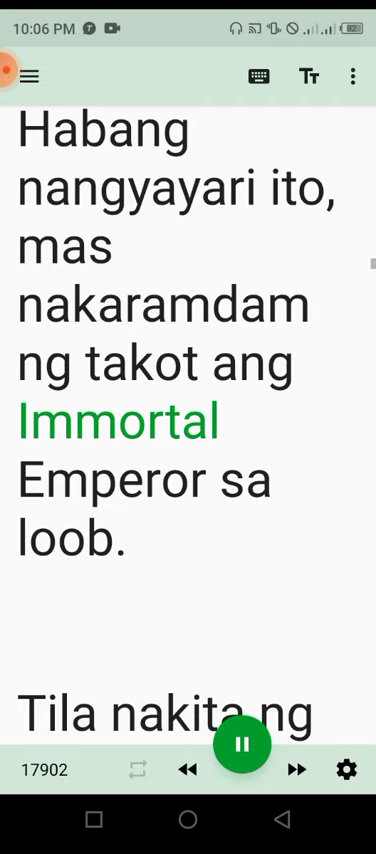 10:06 PM
82
Habang
nangyayari ito,
mas
nakaramdam
ng takot ang
Immortal
Emperor sa
loob.
Tila nakita ng
17902